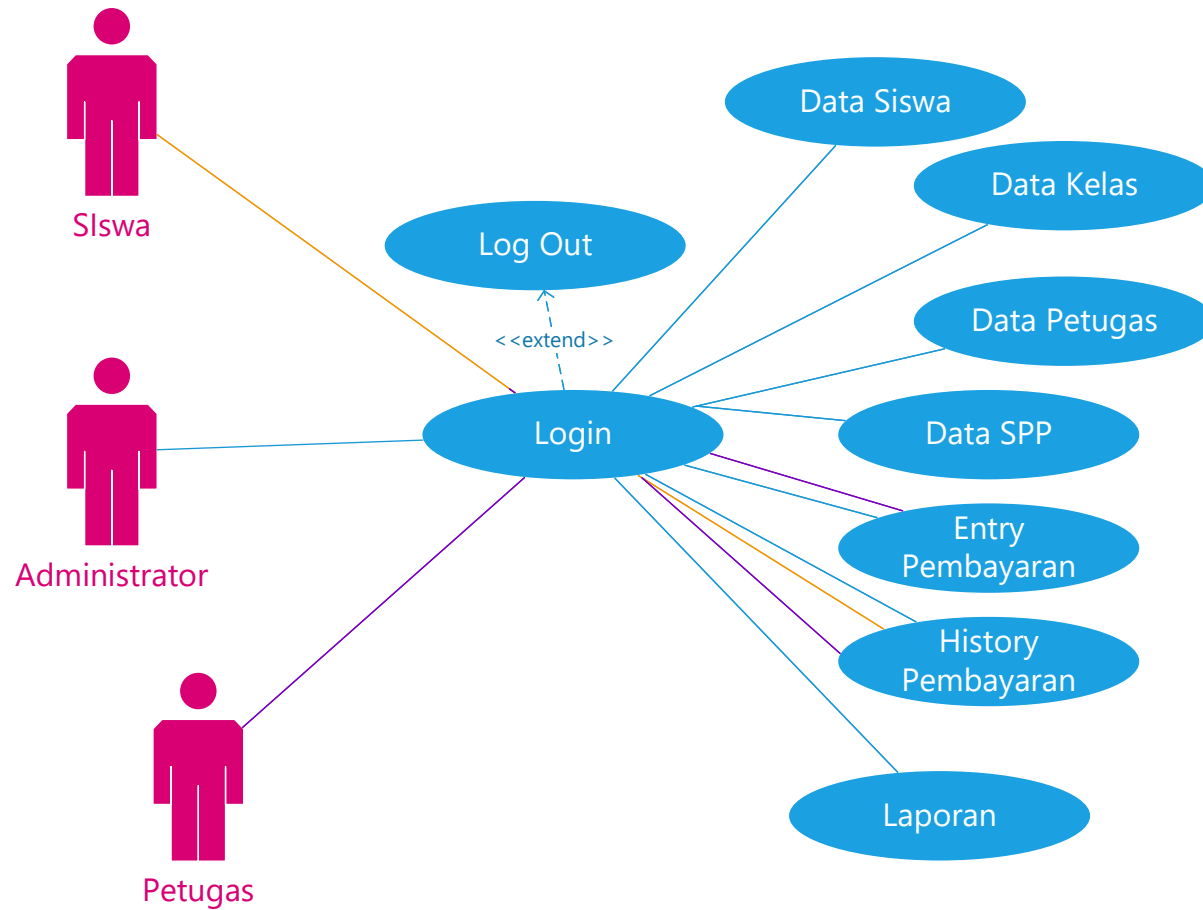 Data Siswa
Data Kelas
SIswa
Log Out
Data Petugas
<<extend>>
Login
Data SPP
Entry
Pembayaran
Administrator
History
Pembayaran
Laporan
Petugas